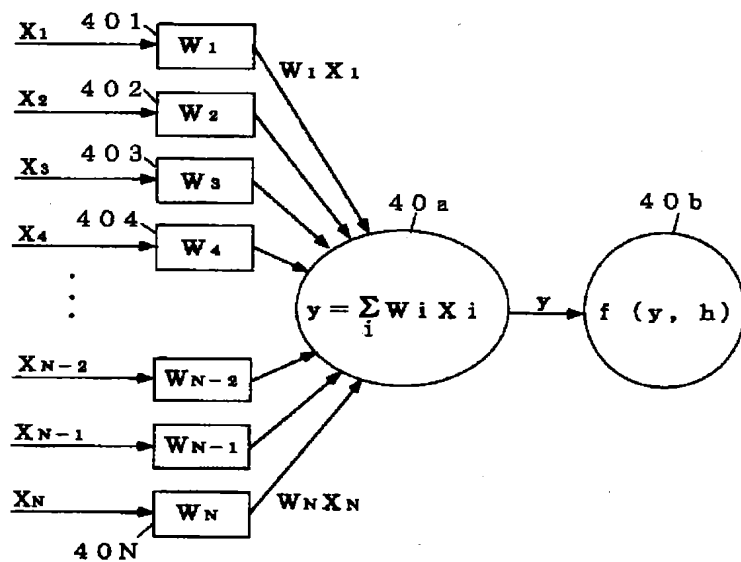 401
X1
W1
W1X1
402
X2
W2
403
X3
W3
404
X4
W4
40a
y=∑i WiXi
y
40b
f (y, h)
XN-2
WN-2
XN-1
WN-1
XN
WN
WNXN
40N